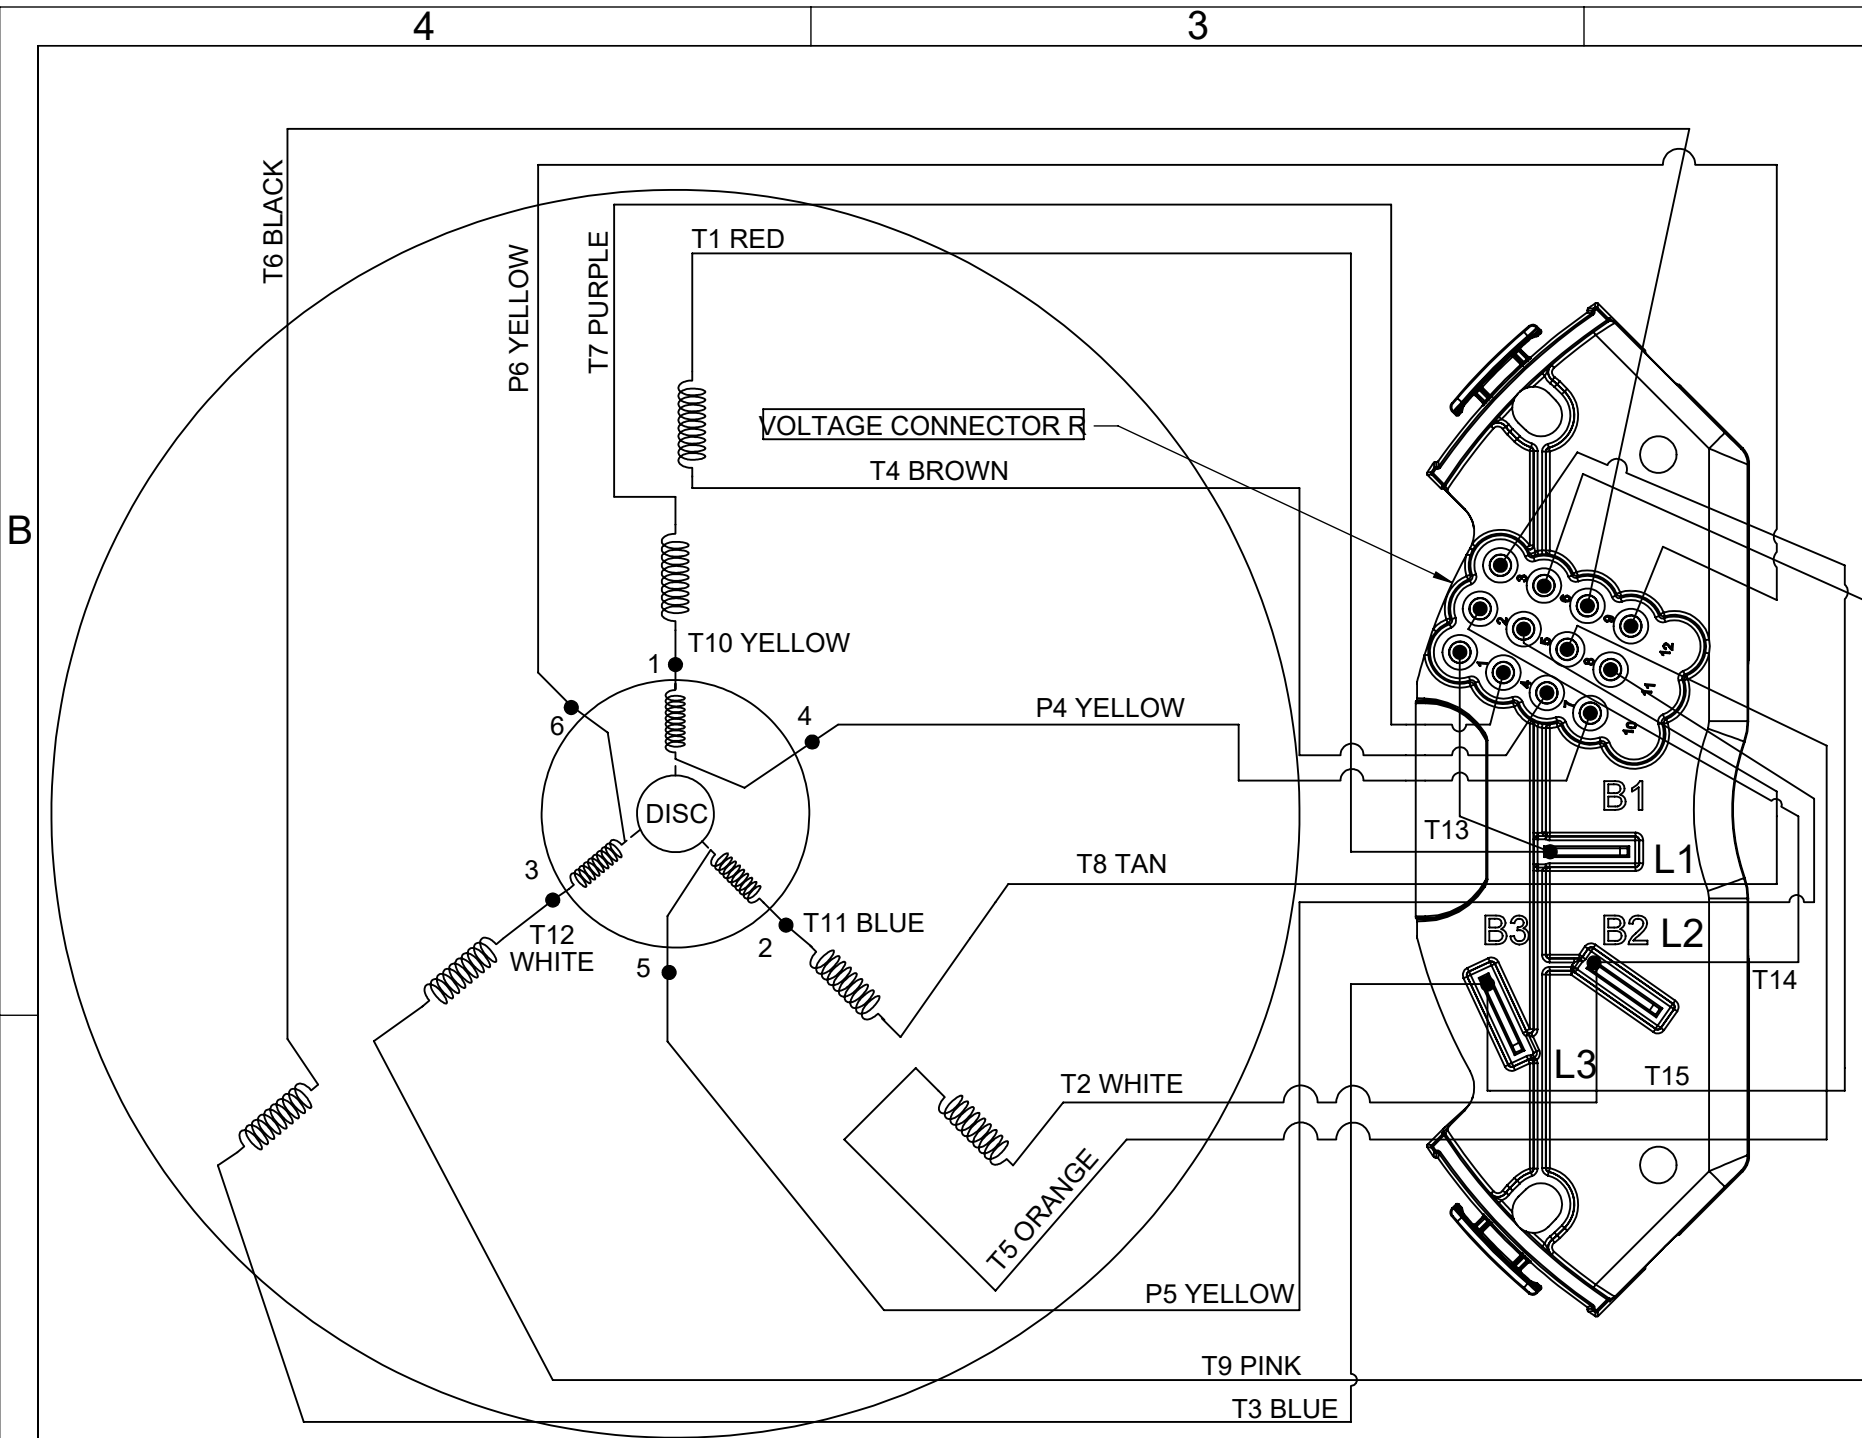 4
3
T6 BLACK
P6 YELLOW
T7 PURPLE
T1 RED
VOLTAGE CONNECTOR R
T4 BROWN
B
T10 YELLOW
1
6
4
P4 YELLOW
DISC
3
T12
WHITE
T11 BLUE
2
5
T8 TAN
T2 WHITE
T5 ORANGE
P5 YELLOW
T9 PINK
T3 BLUE
3
6
9
12
2
5
8
11
1
4
7
10
B1
T13
L1
B3
B2
L2
T14
L3
T15